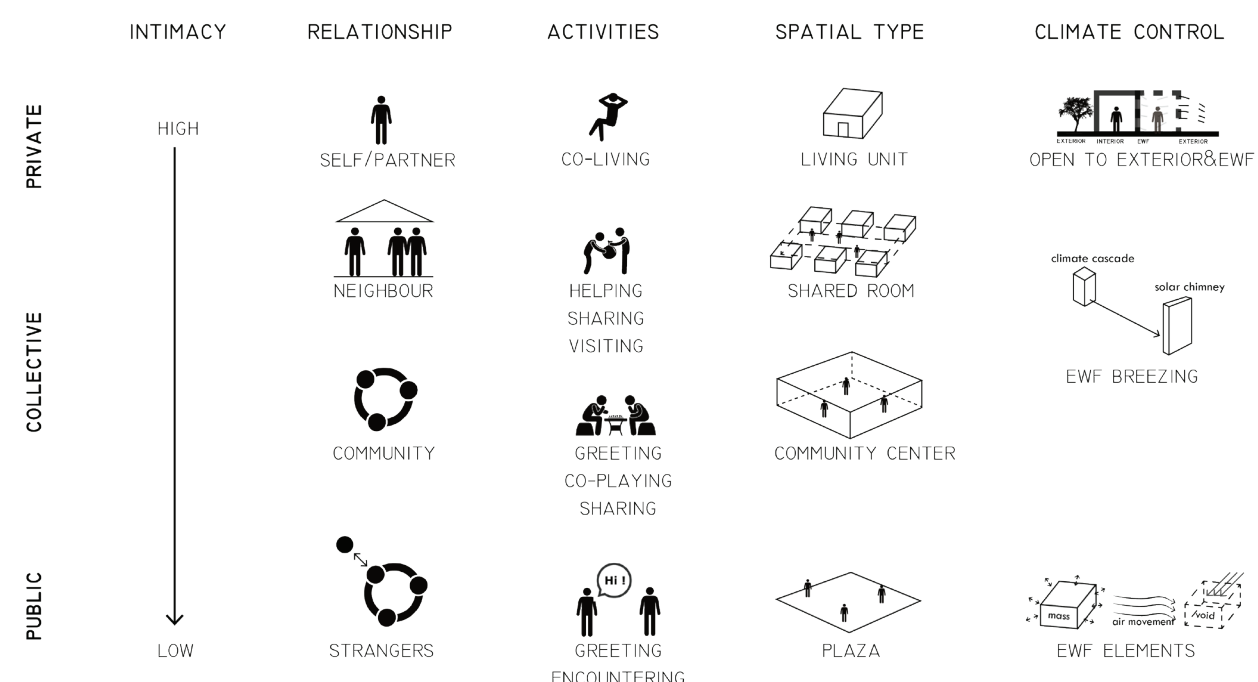 INTIMACY RELATIONSHIP ACTIVITIES SPATIAL TYPE CLIMATE CONTROL
PRIVATE
HIGH
EXTERIOR INTERIOR EWF EXTERIOR
SELF/PARTNER CO-LIVING LIVING UNIT OPEN TO EXTERIOR&EWF
COLLECTIVE
climate cascade
solar chimney
NEIGHBOUR HELPING SHARED ROOM
SHARING
VISITING
EWF BREEZING
COMMUNITY GREETING COMMUNITY CENTER
CO-PLAYING
SHARING
PUBLIC
Hi !
mass air movement void
LOW STRANGERS GREETING PLAZA EWF ELEMENTS
ENCOUNTERING